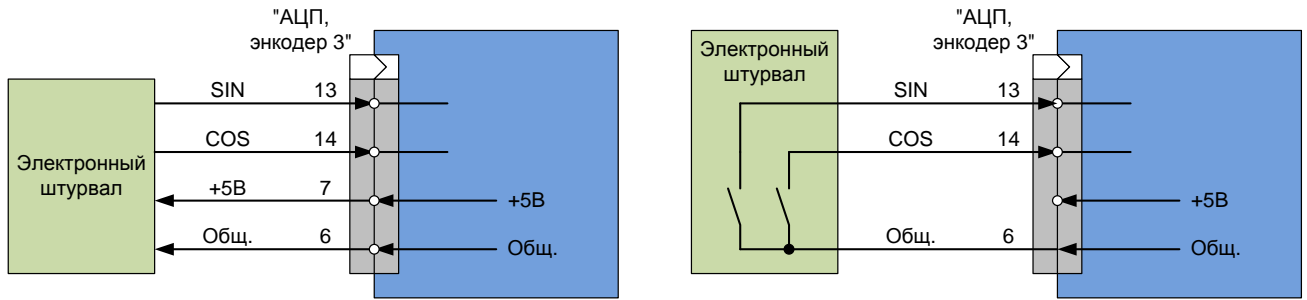 "АЦП,
энкодер 3"
Электронный
штурвал
SIN 13
COS 14
+5В 7 +5В
Общ. 6 Общ.
"АЦП,
энкодер 3"
Электронный
штурвал
SIN 13
COS 14
+5В
Общ. 6 Общ.